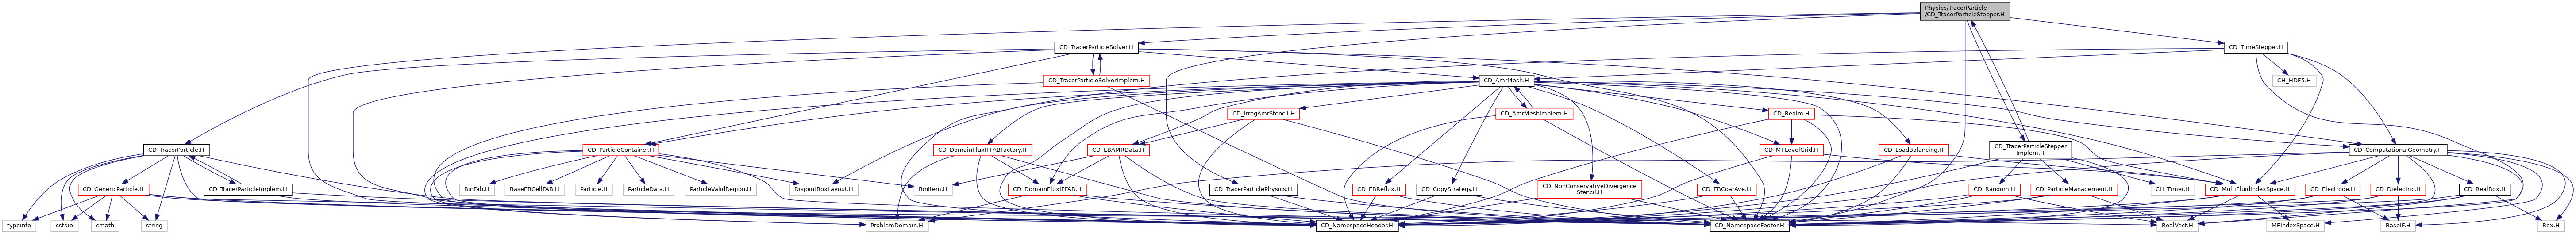 Physics/TracerParticle
/CD_TracerParticleStepper.H
CD_TracerParticleSolver.H
CD_TimeStepper.H
CD_TracerParticleSolverImplem.H
CD_AmrMesh.H
CH_HDF5.H
CD_IrregAmrStencil.H
CD_AmrMeshImplem.H
CD_Realm.H
CD_TracerParticle.H
CD_ParticleContainer.H
CD_DomainFluxIFFABFactory.H
CD_EBAMRData.H
CD_MFLevelGrid.H
CD_LoadBalancing.H
CD_TracerParticleStepper
Implem.H
CD_ComputationalGeometry.H
CD_GenericParticle.H
CD_TracerParticleImplem.H
BinFab.H
BaseEBCellFAB.H
Particle.H
ParticleData.H
ParticleValidRegion.H
DisjointBoxLayout.H
BinItem.H
CD_DomainFluxIFFAB.H
CD_TracerParticlePhysics.H
CD_EBReflux.H
CD_CopyStrategy.H
CD_NonConservativeDivergence
Stencil.H
CD_EBCoarAve.H
CD_Random.H
CD_ParticleManagement.H
CH_Timer.H
CD_MultiFluidIndexSpace.H
CD_Electrode.H
CD_Dielectric.H
CD_RealBox.H
typeinfo
cstdio
cmath
string
ProblemDomain.H
CD_NamespaceHeader.H
CD_NamespaceFooter.H
RealVect.H
MFIndexSpace.H
BaseIF.H
Box.H